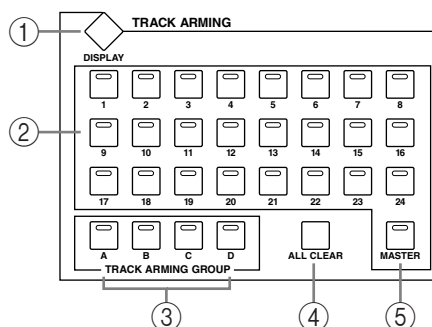 ① TRACK ARMING
DISPLAY
1 2 3 4 5 6 7 8
②
9 10 11 12 13 14 15 16
17 18 19 20 21 22 23 24
A B C D ALL CLEAR MASTER
TRACK ARMING GROUP
③ ④ ⑤